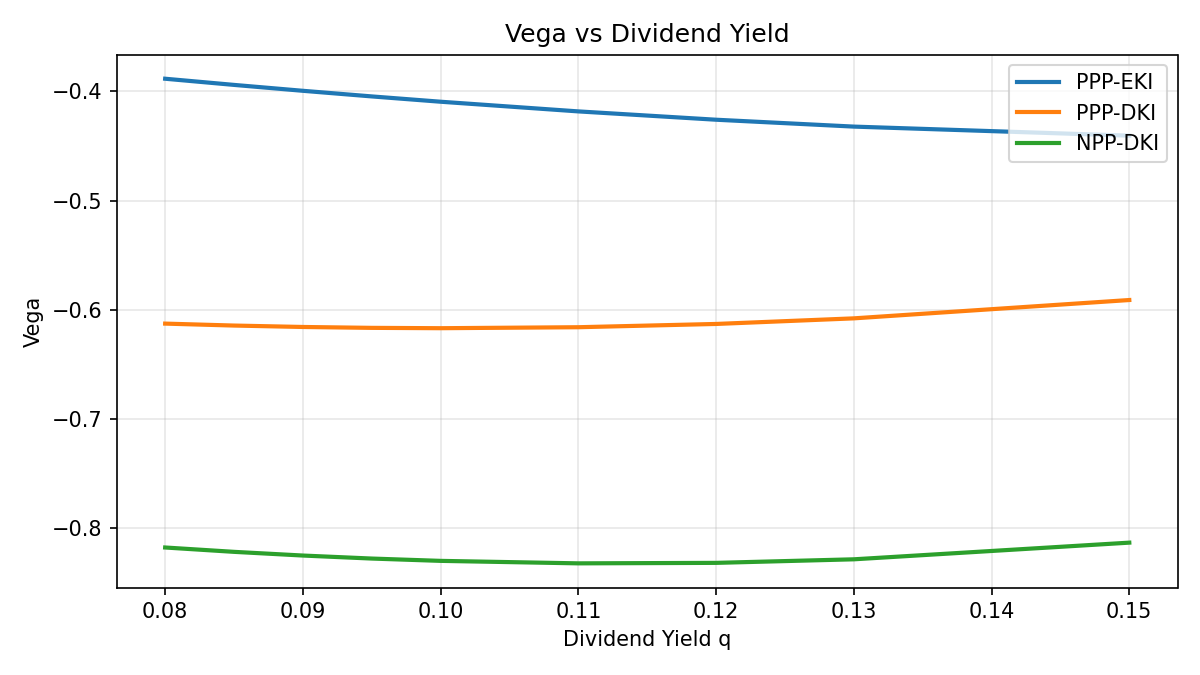 Vega vs Dividend Yield
PPP-EKI
PPP-DKI
NPP-DKI
Vega
−0.4
−0.5
−0.6
−0.7
−0.8
0.08 0.09 0.10 0.11 0.12 0.13 0.14 0.15
Dividend Yield q